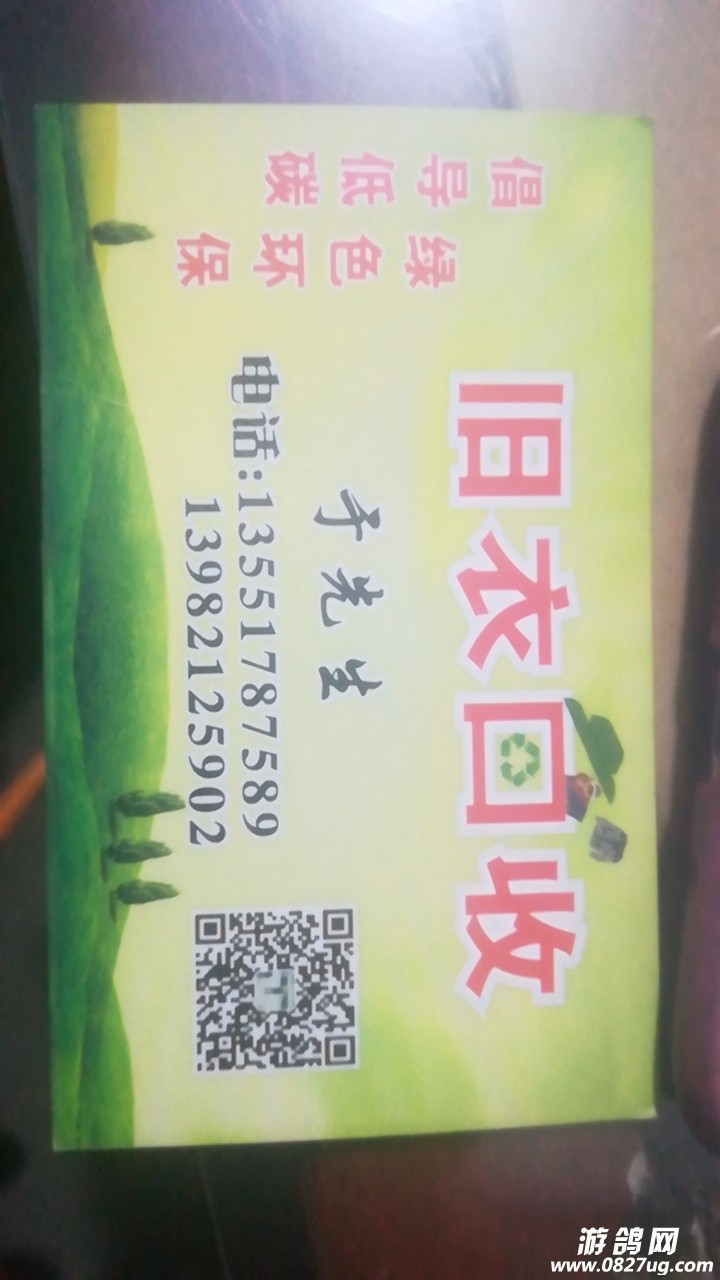 旧衣回收
倡导低碳
绿色环保
于先生
电话:13551787589
13982125902
游鸽网
www.0827ug.com